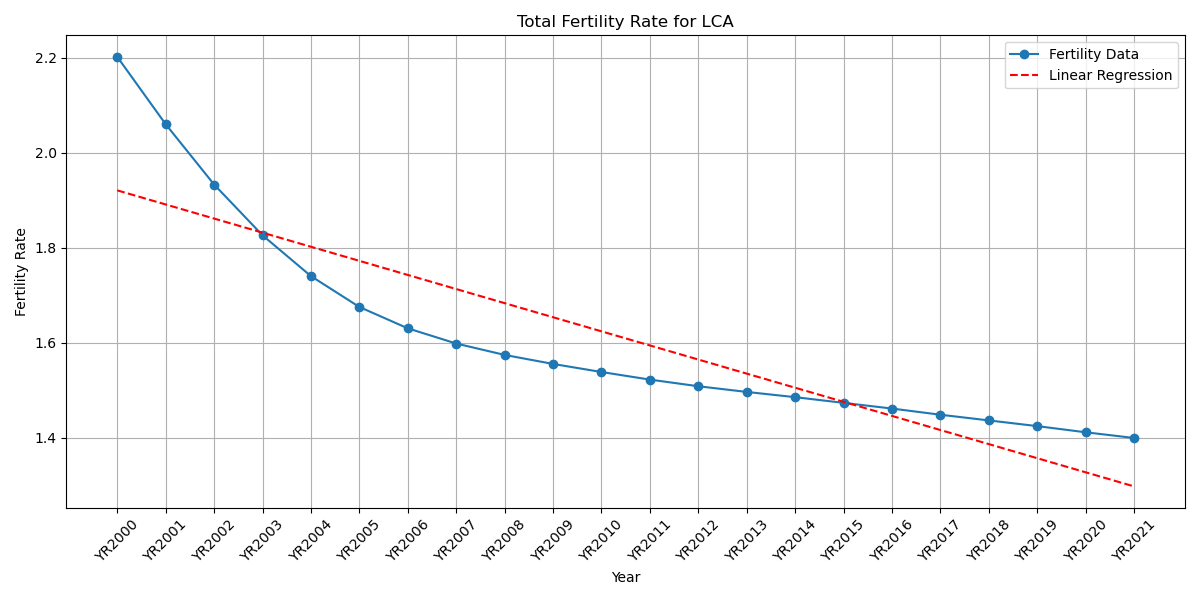 Total Fertility Rate for LCA
Fertility Data
Linear Regression
Fertility Rate
2.2
2.0
1.8
1.6
1.4
YR2000
YR2001
YR2002
YR2003
YR2004
YR2005
YR2006
YR2007
YR2008
YR2009
YR2010
YR2011
YR2012
YR2013
YR2014
YR2015
YR2016
YR2017
YR2018
YR2019
YR2020
YR2021
Year